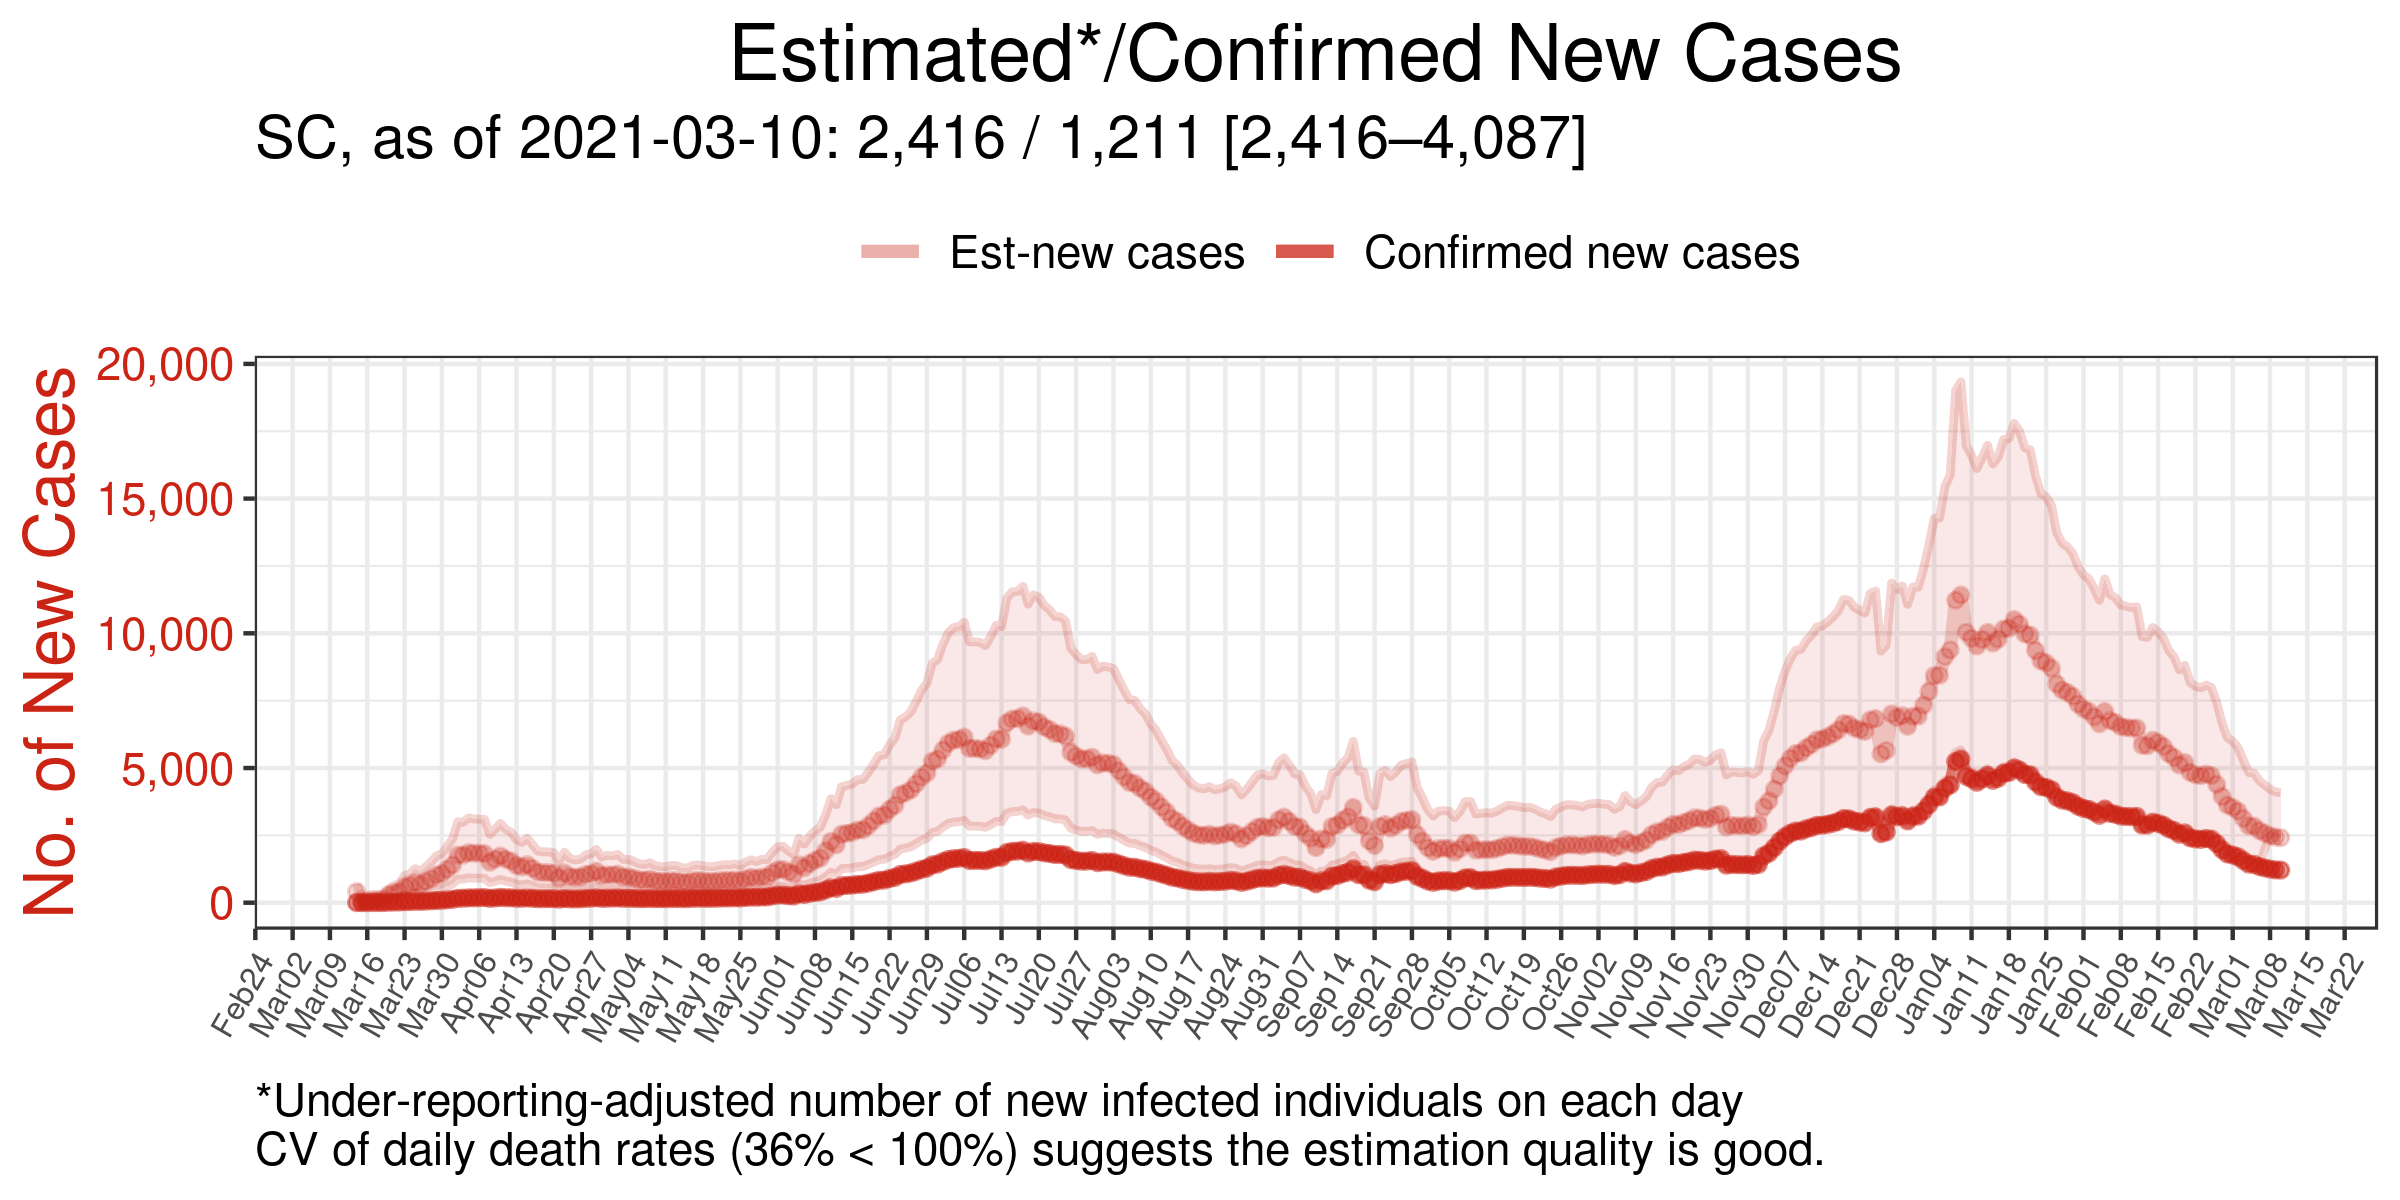 Estimated*/Confirmed New Cases
SC, as of 2021-03-10: 2,416 / 1,211 [2,416–4,087]
Est-new cases Confirmed new cases
No. of New Cases
20,000
15,000
10,000
5,000
0
Feb24 Mar02 Mar09 Mar16 Mar23 Mar30 Apr06 Apr13 Apr20 Apr27 May04 May11 May18 May25 Jun01 Jun08 Jun15 Jun22 Jun29 Jul06 Jul13 Jul20 Jul27 Aug03 Aug10 Aug17 Aug24 Aug31 Sep07 Sep14 Sep21 Sep28 Oct05 Oct12 Oct19 Oct26 Nov02 Nov09 Nov16 Nov23 Nov30 Dec07 Dec14 Dec21 Dec28 Jan04 Jan11 Jan18 Jan25 Feb01 Feb08 Feb15 Feb22 Mar01 Mar08 Mar15 Mar22
*Under-reporting-adjusted number of new infected individuals on each day
CV of daily death rates (36% < 100%) suggests the estimation quality is good.